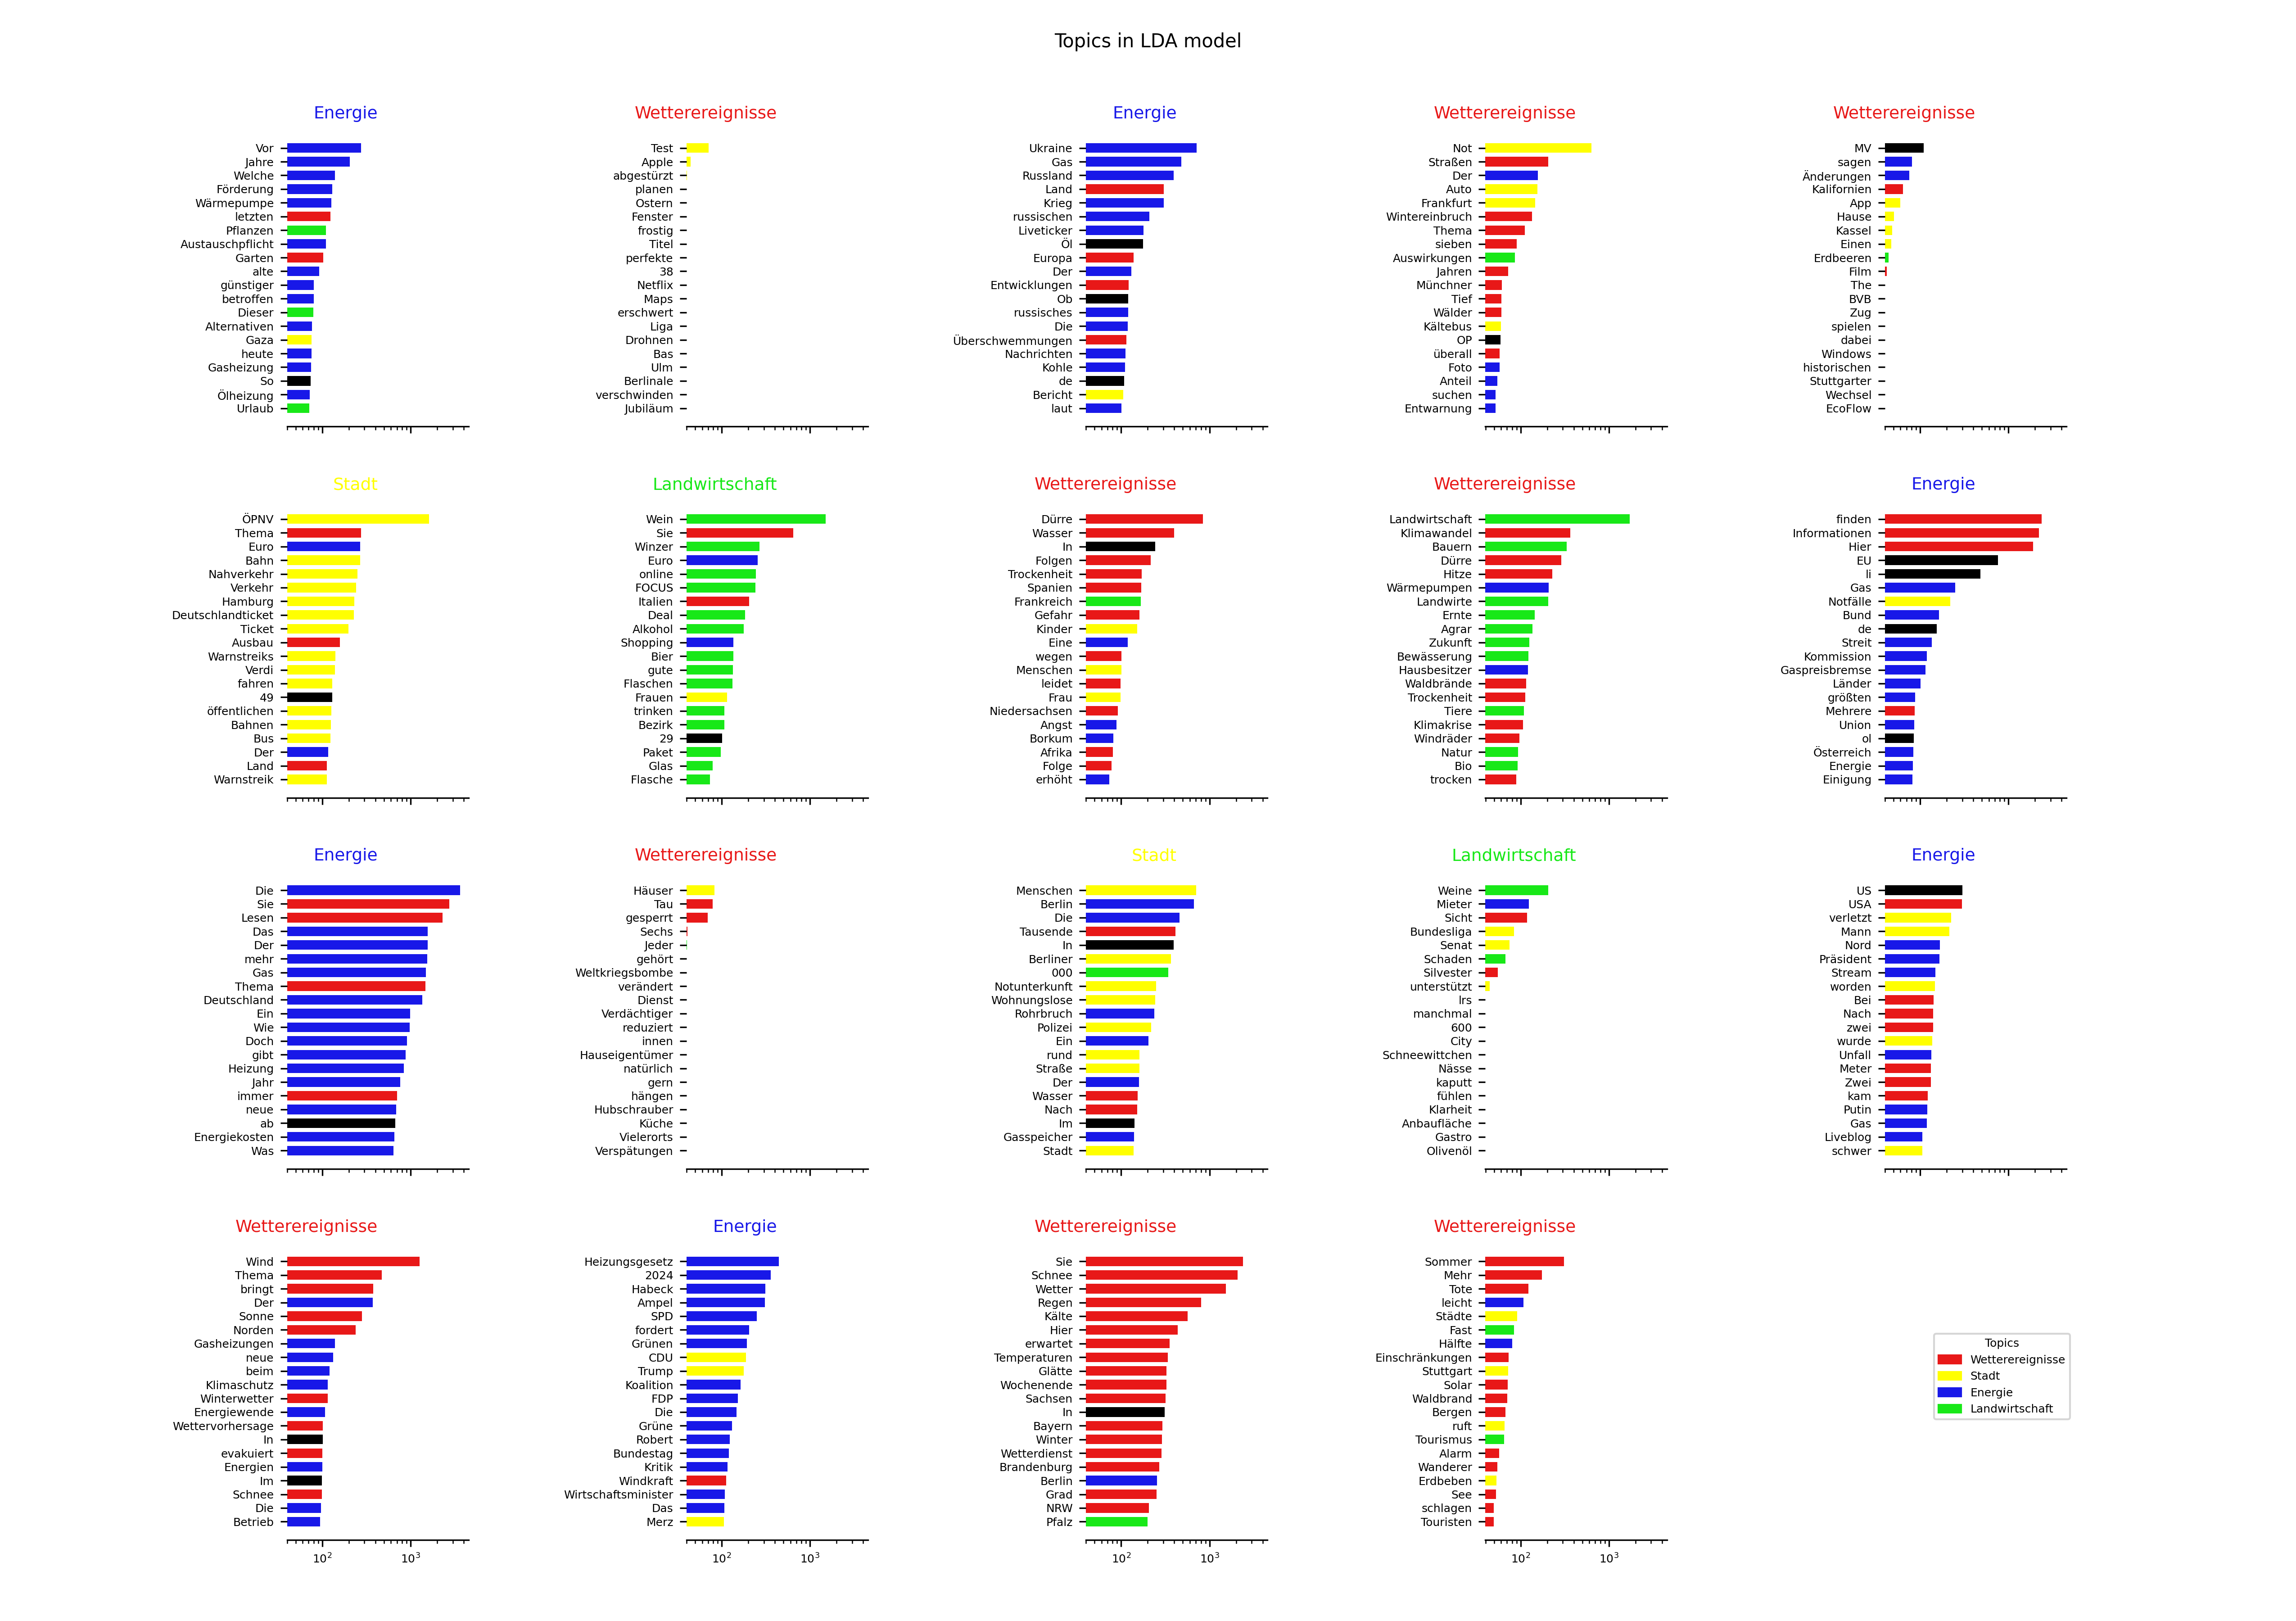 Topics in LDA model
Energie
Vor
Jahre
Welche
Förderung
Wärmepumpe
letzten
Pflanzen
Austauschpflicht
Garten
alte
günstiger
betroffen
Dieser
Alternativen
Gaza
heute
Gasheizung
So
Ölheizung
Urlaub
Wetterereignisse
Test
Apple
abgestürzt
planen
Ostern
Fenster
frostig
Titel
perfekte
38
Netflix
Maps
erschwert
Liga
Drohnen
Bas
Ulm
Berlinale
verschwinden
Jubiläum
Energie
Ukraine
Gas
Russland
Land
Krieg
russischen
Liveticker
Öl
Europa
Der
Entwicklungen
Ob
russisches
Die
Überschwemmungen
Nachrichten
Kohle
de
Bericht
laut
Wetterereignisse
Not
Straßen
Der
Auto
Frankfurt
Wintereinbruch
Thema
sieben
Auswirkungen
Jahren
Münchner
Tief
Wälder
Kältebus
OP
überall
Foto
Anteil
suchen
Entwarnung
Wetterereignisse
MV
sagen
Änderungen
Kalifornien
App
Hause
Kassel
Einen
Erdbeeren
Film
The
BVB
Zug
spielen
dabei
Windows
historischen
Stuttgarter
Wechsel
EcoFlow
Stadt
ÖPNV
Thema
Euro
Bahn
Nahverkehr
Verkehr
Hamburg
Deutschlandticket
Ticket
Ausbau
Warnstreiks
Verdi
fahren
49
öffentlichen
Bahnen
Bus
Der
Land
Warnstreik
Landwirtschaft
Wein
Sie
Winzer
Euro
online
FOCUS
Italien
Deal
Alkohol
Shopping
Bier
gute
Flaschen
Frauen
trinken
Bezirk
29
Paket
Glas
Flasche
Wetterereignisse
Dürre
Wasser
In
Folgen
Trockenheit
Spanien
Frankreich
Gefahr
Kinder
Eine
wegen
Menschen
leidet
Frau
Niedersachsen
Angst
Borkum
Afrika
Folge
erhöht
Wetterereignisse
Landwirtschaft
Klimawandel
Bauern
Dürre
Hitze
Wärmepumpen
Landwirte
Ernte
Agrar
Zukunft
Bewässerung
Hausbesitzer
Waldbrände
Trockenheit
Tiere
Klimakrise
Windräder
Natur
Bio
trocken
Energie
finden
Informationen
Hier
EU
li
Gas
Notfälle
Bund
de
Streit
Kommission
Gaspreisbremse
Länder
größten
Mehrere
Union
ol
Österreich
Energie
Einigung
Energie
Die
Sie
Lesen
Das
Der
mehr
Gas
Thema
Deutschland
Ein
Wie
Doch
gibt
Heizung
Jahr
immer
neue
ab
Energiekosten
Was
Wetterereignisse
Häuser
Tau
gesperrt
Sechs
Jeder
gehört
Weltkriegsbombe
verändert
Dienst
Verdächtiger
reduziert
innen
Hauseigentümer
natürlich
gern
hängen
Hubschrauber
Küche
Vielerorts
Verspätungen
Stadt
Menschen
Berlin
Die
Tausende
In
Berliner
000
Notunterkunft
Wohnungslose
Rohrbruch
Polizei
Ein
rund
Straße
Der
Wasser
Nach
Im
Gasspeicher
Stadt
Landwirtschaft
Weine
Mieter
Sicht
Bundesliga
Senat
Schaden
Silvester
unterstützt
Irs
manchmal
600
City
Schneewittchen
Nässe
kaputt
fühlen
Klarheit
Anbaufläche
Gastro
Olivenöl
Energie
US
USA
verletzt
Mann
Nord
Präsident
Stream
worden
Bei
Nach
zwei
wurde
Unfall
Meter
Zwei
kam
Putin
Gas
Liveblog
schwer
Wetterereignisse
Wind
Thema
bringt
Der
Sonne
Norden
Gasheizungen
neue
beim
Klimaschutz
Winterwetter
Energiewende
Wettervorhersage
In
evakuiert
Energien
Im
Schnee
Die
Betrieb
10² 10³
Energie
Heizungsgesetz
2024
Habeck
Ampel
SPD
fordert
Grünen
CDU
Trump
Koalition
FDP
Die
Grüne
Robert
Bundestag
Kritik
Windkraft
Wirtschaftsminister
Das
Merz
10² 10³
Wetterereignisse
Sie
Schnee
Wetter
Regen
Kälte
Hier
erwartet
Temperaturen
Glätte
Wochenende
Sachsen
In
Bayern
Winter
Wetterdienst
Brandenburg
Berlin
Grad
NRW
Pfalz
10² 10³
Wetterereignisse
Sommer
Mehr
Tote
leicht
Städte
Fast
Hälfte
Einschränkungen
Stuttgart
Solar
Waldbrand
Bergen
ruft
Tourismus
Alarm
Wanderer
Erdbeben
See
schlagen
Touristen
10² 10³
Topics
Wetterereignisse
Stadt
Energie
Landwirtschaft